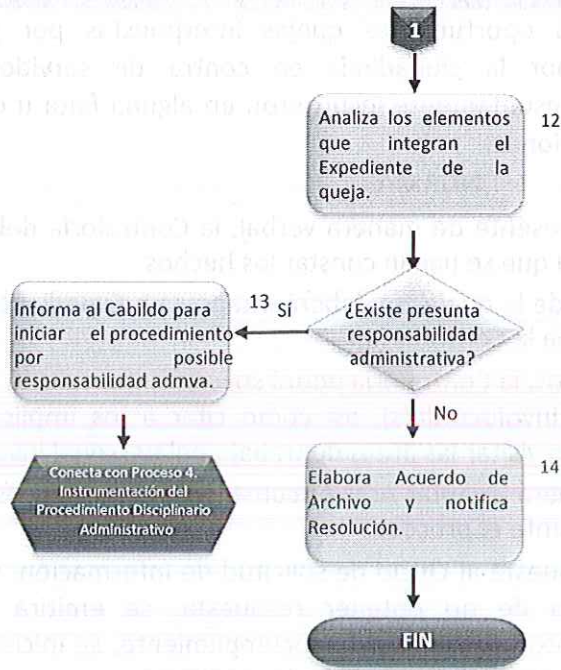 1
Analiza los elementos
que integran el
Expediente de la
queja.
12
¿Existe presunta
responsabilidad
administrativa?
Sí
13
Informa al Cabildo para
iniciar el procedimiento
por posible
responsabilidad admva.
No
Conecta con Proceso 4.
Instrumentación del
Procedimiento Disciplinario
Administrativo
14
Elabora Acuerdo de
Archivo y notifica
Resolución.
FIN